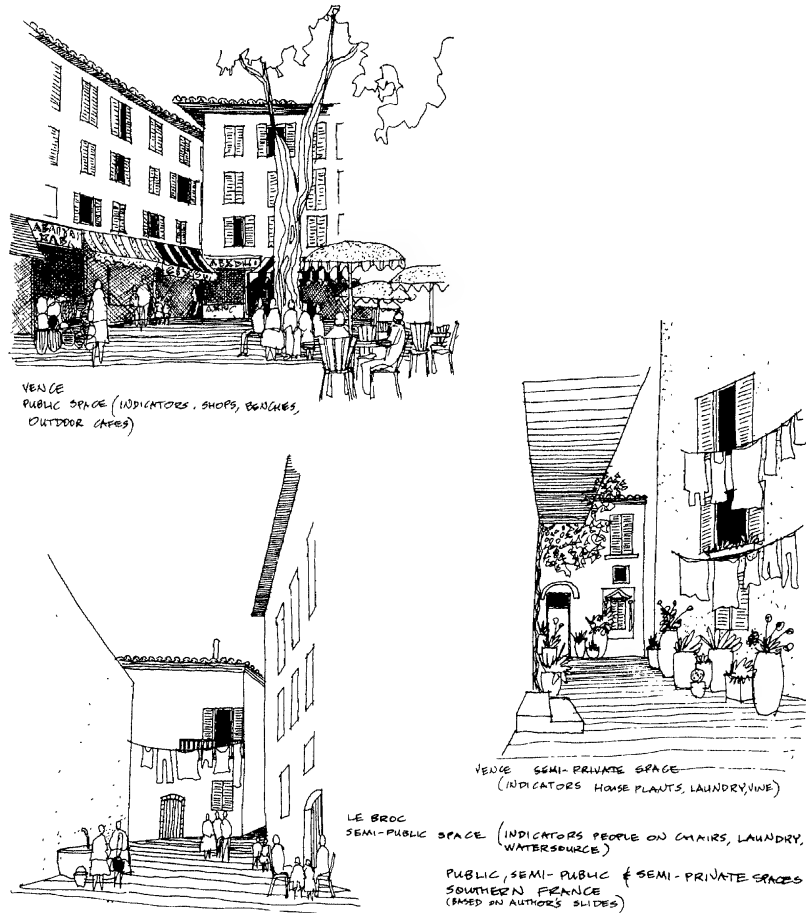 VENCE
PUBLIC SPACE (INDICATORS. SHOPS, BENCHES,
OUTDOOR CAFES)
VENCE SEMI-PRIVATE SPACE
(INDICATORS HOUSE PLANTS, LAUNDRY, VINE)
LE BROC
SEMI-PUBLIC SPACE (INDICATORS PEOPLE ON CHAIRS, LAUNDRY,
WATERSOURCE)
PUBLIC, SEMI-PUBLIC & SEMI-PRIVATE SPACES
SOUTHERN FRANCE
(BASED ON AUTHOR'S SLIDES)